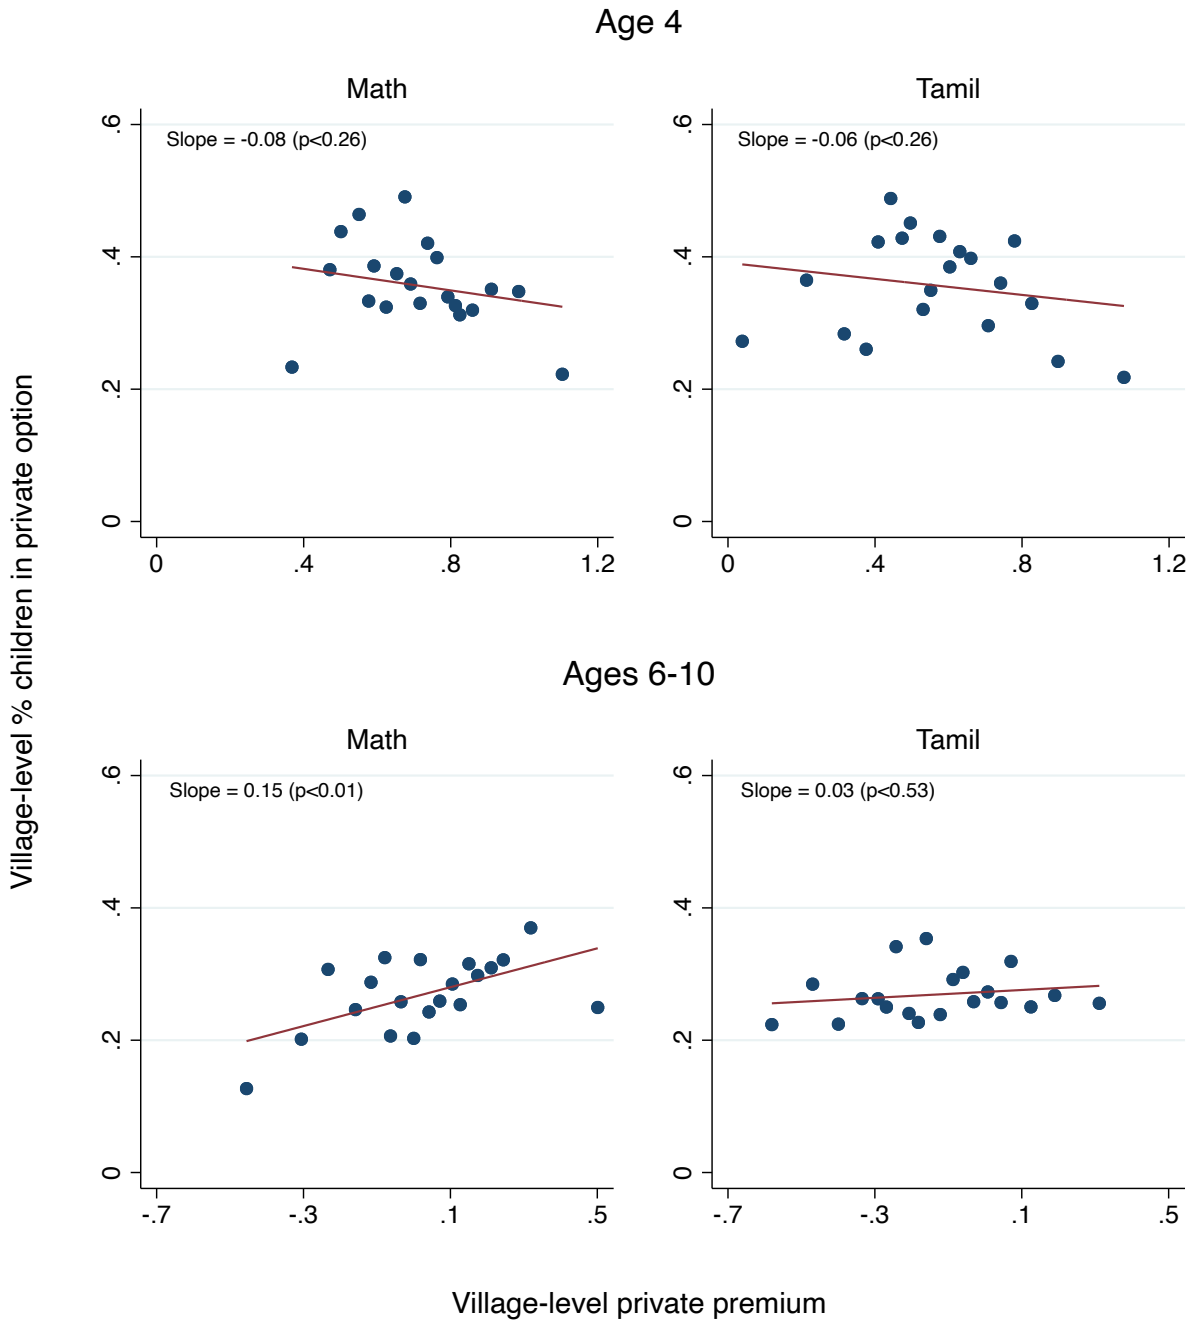 Age 4
Math
Tamil
Slope = -0.08 (p<0.26)
Slope = -0.06 (p<0.26)
.6
.4
.2
0
0 .4 .8 1.2
.6
.4
.2
0
0 .4 .8 1.2
Village-level % children in private option
Ages 6-10
Math
Tamil
Slope = 0.15 (p<0.01)
Slope = 0.03 (p<0.53)
.6
.4
.2
0
-.7 -.3 .1 .5
.6
.4
.2
0
-.7 -.3 .1 .5
Village-level private premium